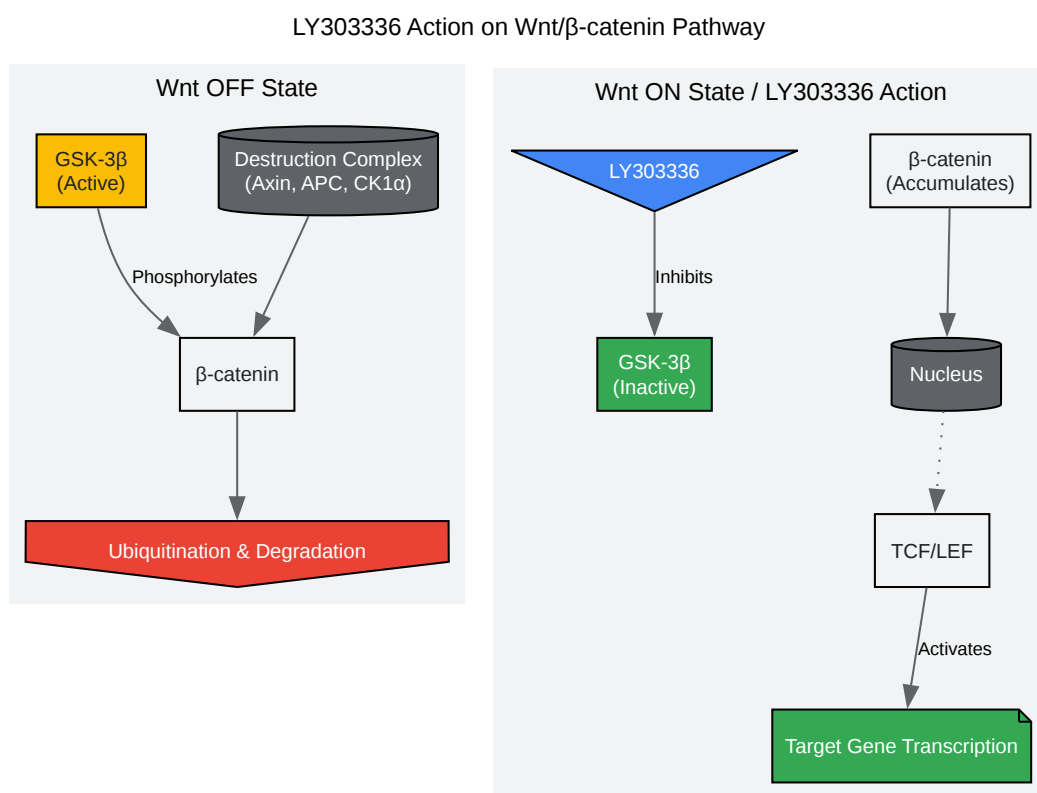 LY303336 Action on Wnt/β-catenin Pathway
Wnt OFF State
GSK-3β
(Active)
Destruction Complex
(Axin, APC, CK1α)
Phosphorylates
β-catenin
Ubiquitination & Degradation
Wnt ON State / LY303336 Action
LY303336
Inhibits
GSK-3β
(Inactive)
β-catenin
(Accumulates)
Nucleus
TCF/LEF
Activates
Target Gene Transcription